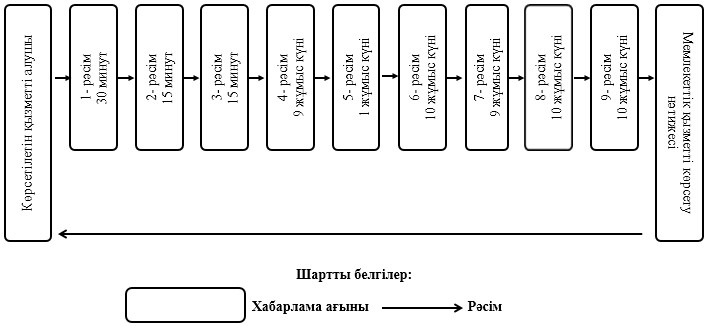 Көрсетілетін қызметті алушы
1- рәсім
30 минут
2- рәсім
15 минут
3- рәсім
15 минут
4- рәсім
9 жұмыс күні
5- рәсім
1 жұмыс күні
6- рәсім
10 жұмыс күні
7- рәсім
9 жұмыс күні
8- рәсім
10 жұмыс күні
9- рәсім
10 жұмыс күні
Мемлекеттік қызметті көрсету
нәтижесі
Шартты белгілер:
Хабарлама ағыны
Рәсім